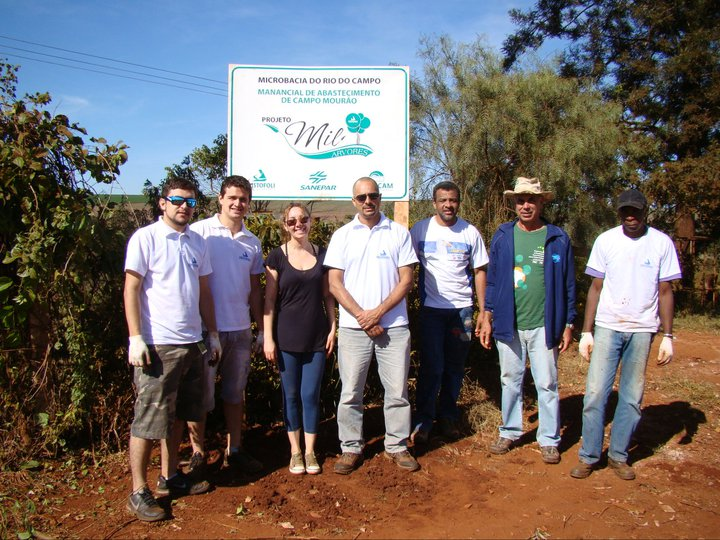 MICROBACIA DO RIO DO CAMPO
MANANCIAL DE ABASTECIMENTO
DE CAMPO MOURÃO
PROJETO
Mil
ÁRVORES
SANEPAR